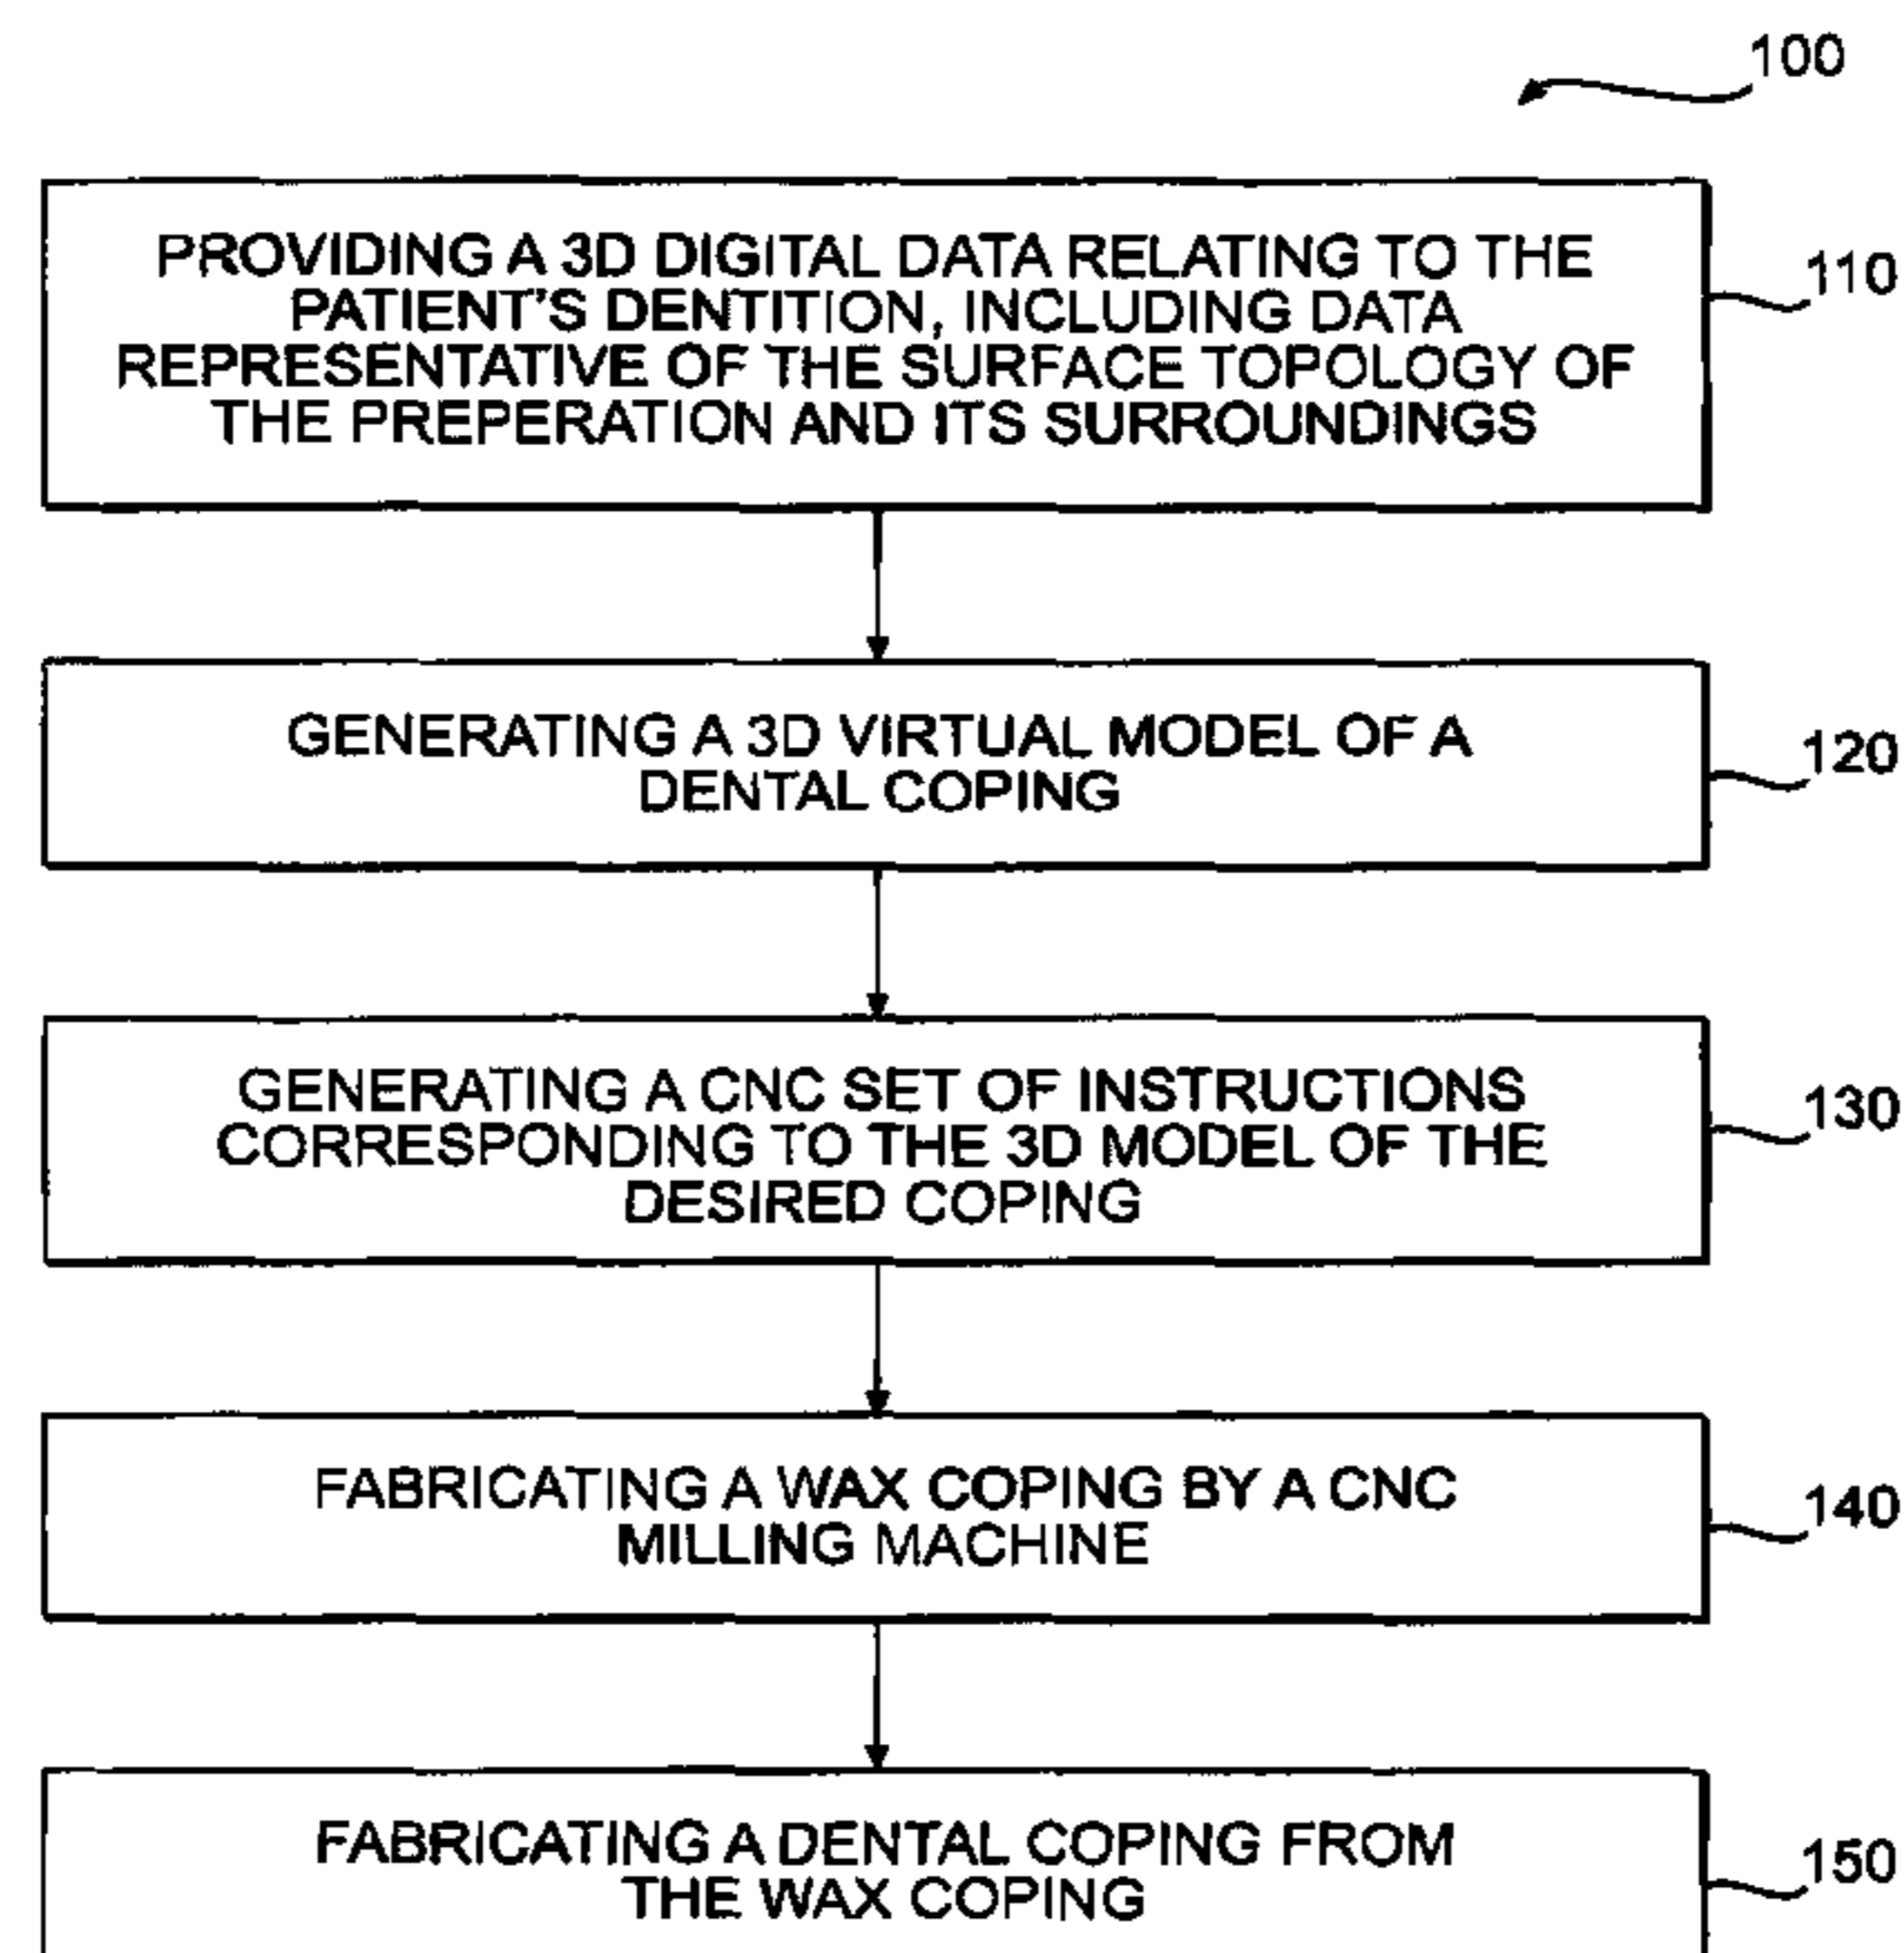 100
PROVIDING A 3D DIGITAL DATA RELATING TO THE
PATIENT'S DENTITION, INCLUDING DATA
REPRESENTATIVE OF THE SURFACE TOPOLOGY OF
THE PREPERATION AND ITS SURROUNDINGS
110
GENERATING A 3D VIRTUAL MODEL OF A
DENTAL COPING
120
GENERATING A CNC SET OF INSTRUCTIONS
CORRESPONDING TO THE 3D MODEL OF THE
DESIRED COPING
130
FABRICATING A WAX COPING BY A CNC
MILLING MACHINE
140
FABRICATING A DENTAL COPING FROM
THE WAX COPING
150